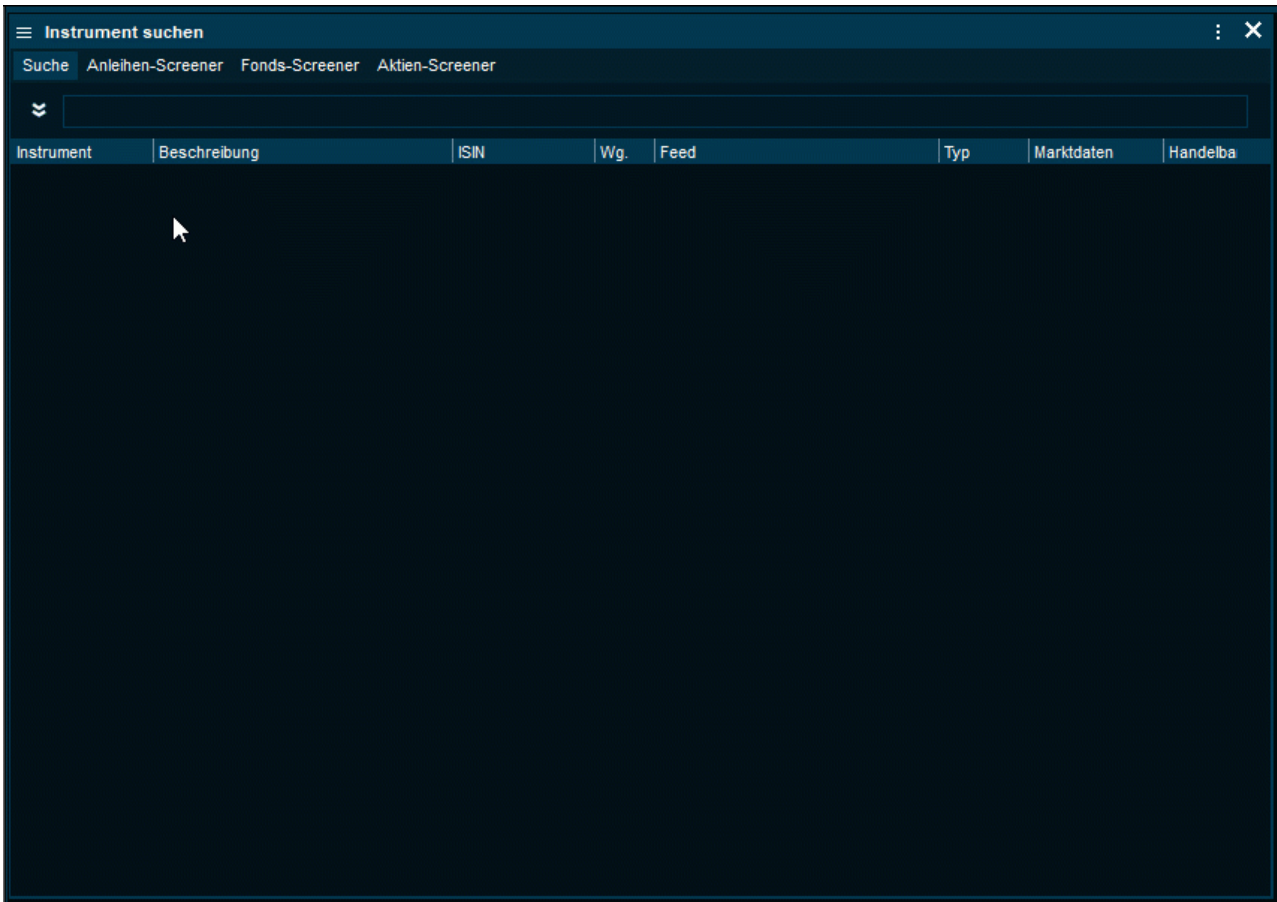 Instrument suchen
Suche Anleihen-Screener Fonds-Screener Aktien-Screener
Instrument Beschreibung ISIN Wg. Feed Typ Marktdaten Handelba